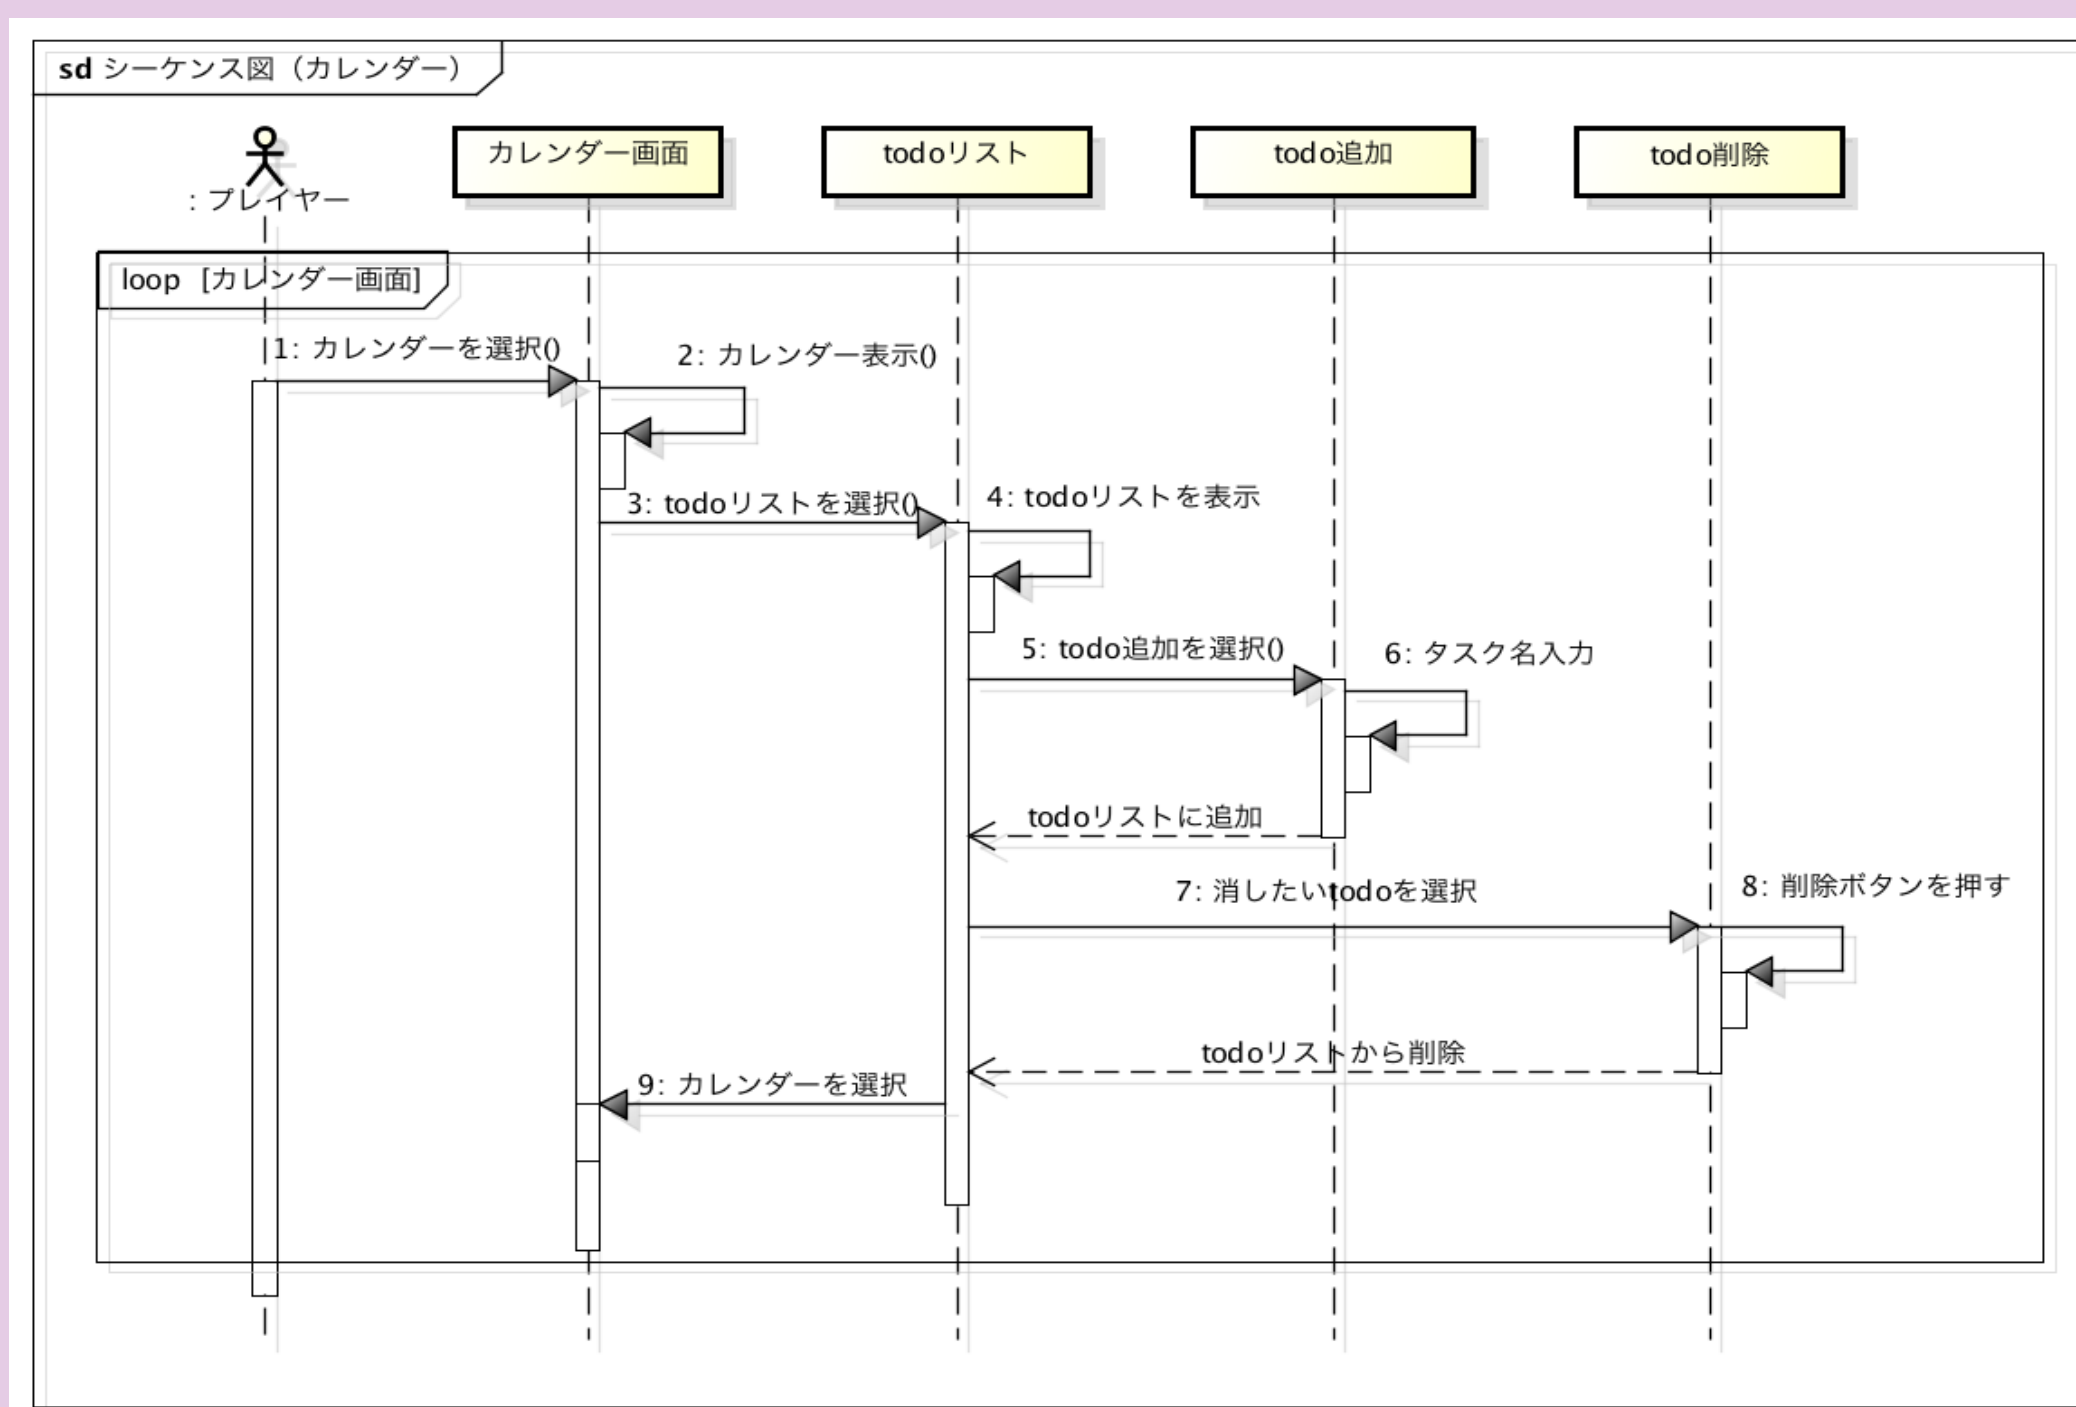 sd シーケンス図（カレンダー）
: プレイヤー
カレンダー画面
todoリスト
todo追加
todo削除
loop [カレンダー画面]
1: カレンダーを選択()
2: カレンダー表示()
3: todoリストを選択()
4: todoリストを表示
5: todo追加を選択()
6: タスク名入力
todoリストに追加
7: 消したいtodoを選択
8: 削除ボタンを押す
todoリストから削除
9: カレンダーを選択